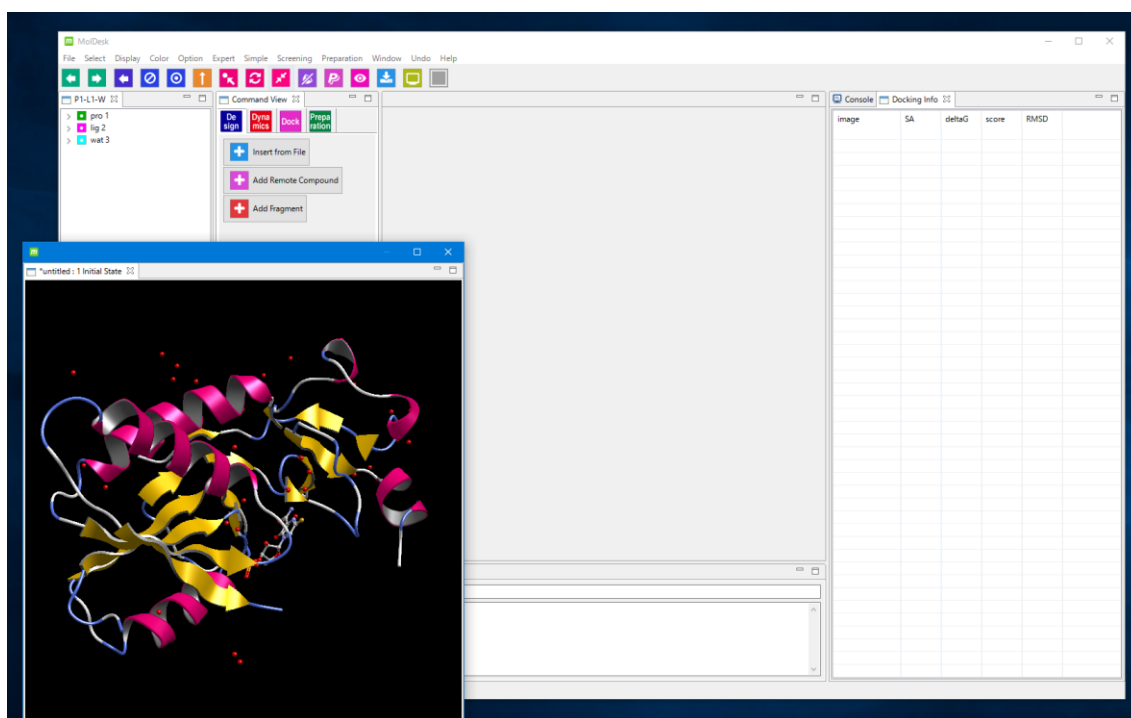 MolDesk
File Select Display Color Option Expert Simple Screening Preparation Window Undo Help
P1-L1-W
pro 1
lig 2
wat 3
Command View
De
sign
Dyna
mics
Dock
Prepa
ration
Insert from File
Add Remote Compound
Add Fragment
Console
Docking Info
image SA deltaG score RMSD
*untitled : 1 Initial State